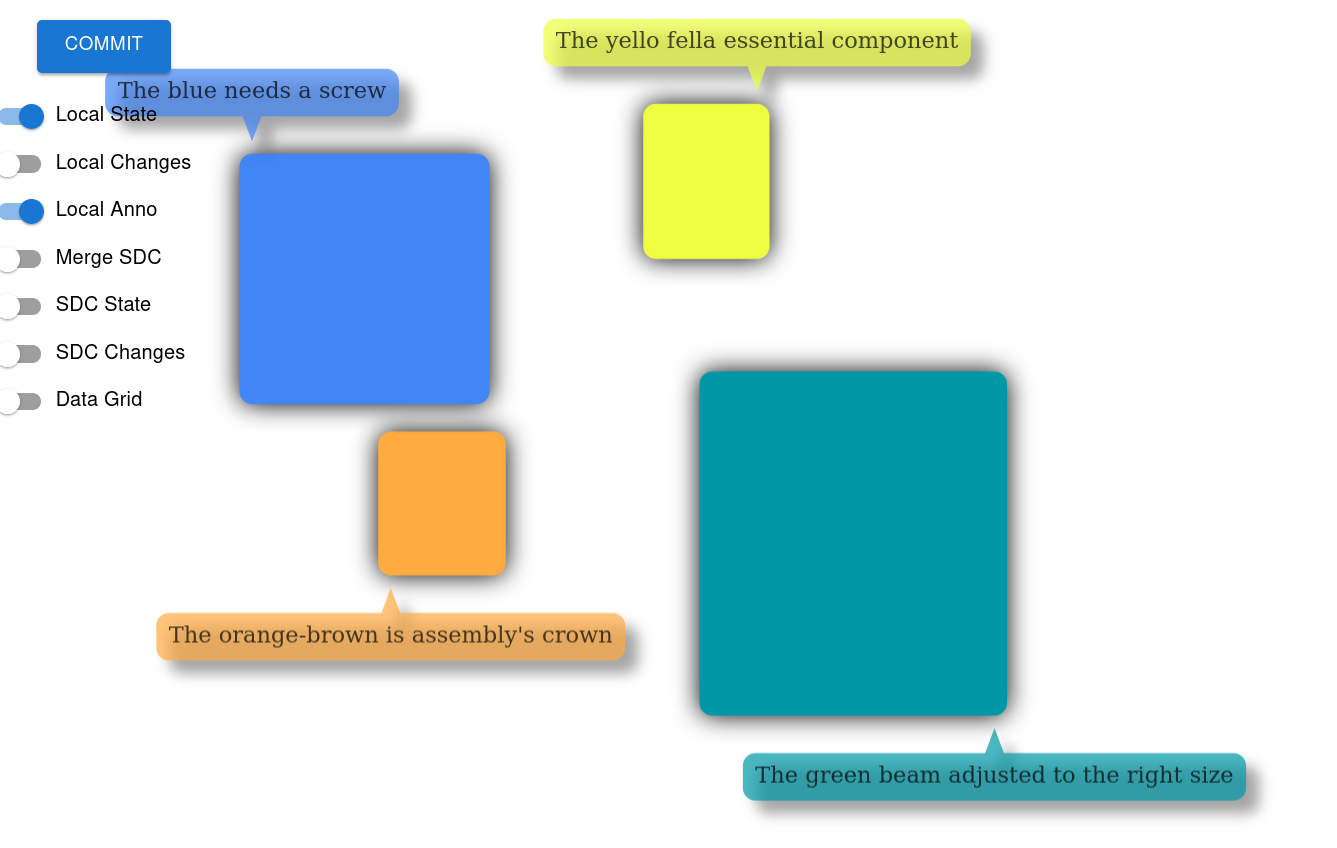 COMMIT
The yello fella essential component
The blue needs a screw
Local State
Local Changes
Local Anno
Merge SDC
SDC State
SDC Changes
Data Grid
The orange-brown is assembly's crown
The green beam adjusted to the right size